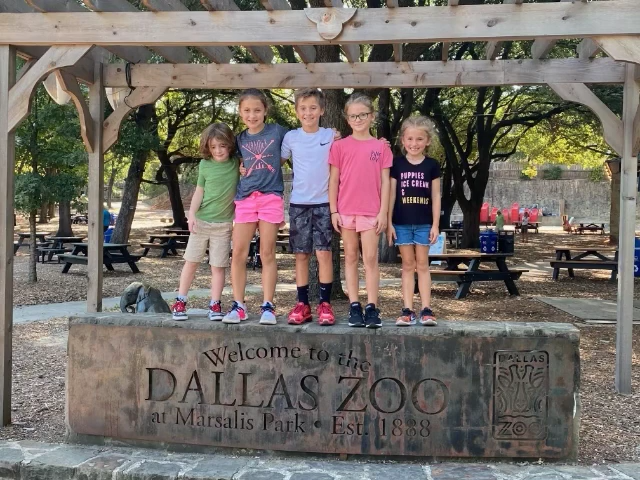 PUPPIES
ICE CREAM
&
WEEKENDS
Welcome to the
DALLAS ZOO
at Marsalis Park • Est. 1888
DALLAS
ZOO